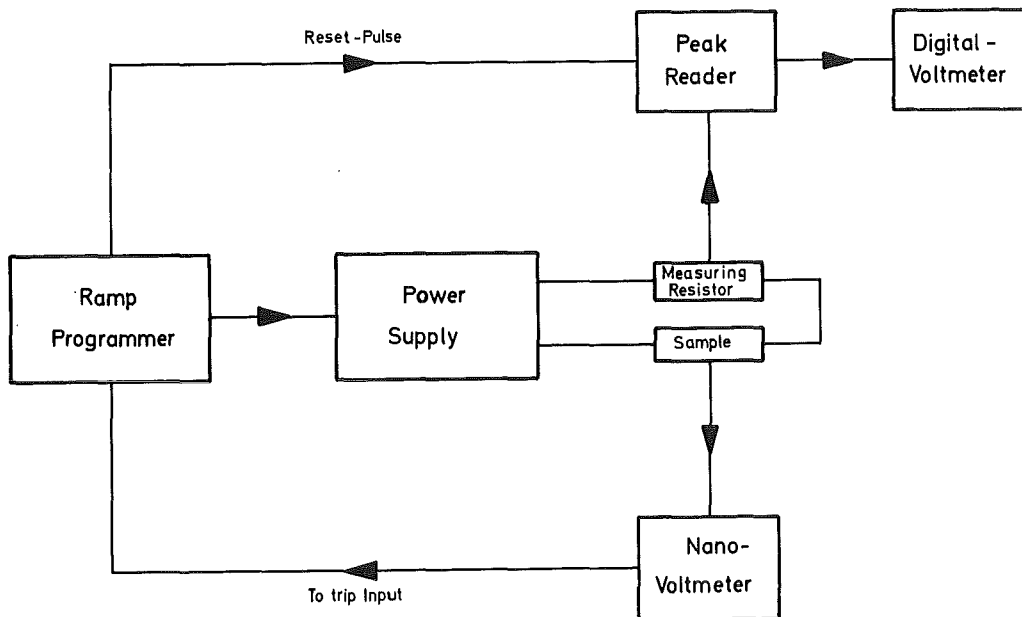 Reset-Pulse
Peak
Reader
Digital-
Voltmeter
Ramp
Programmer
Power
Supply
Measuring
Resistor
Sample
Nano-
Voltmeter
To trip Input